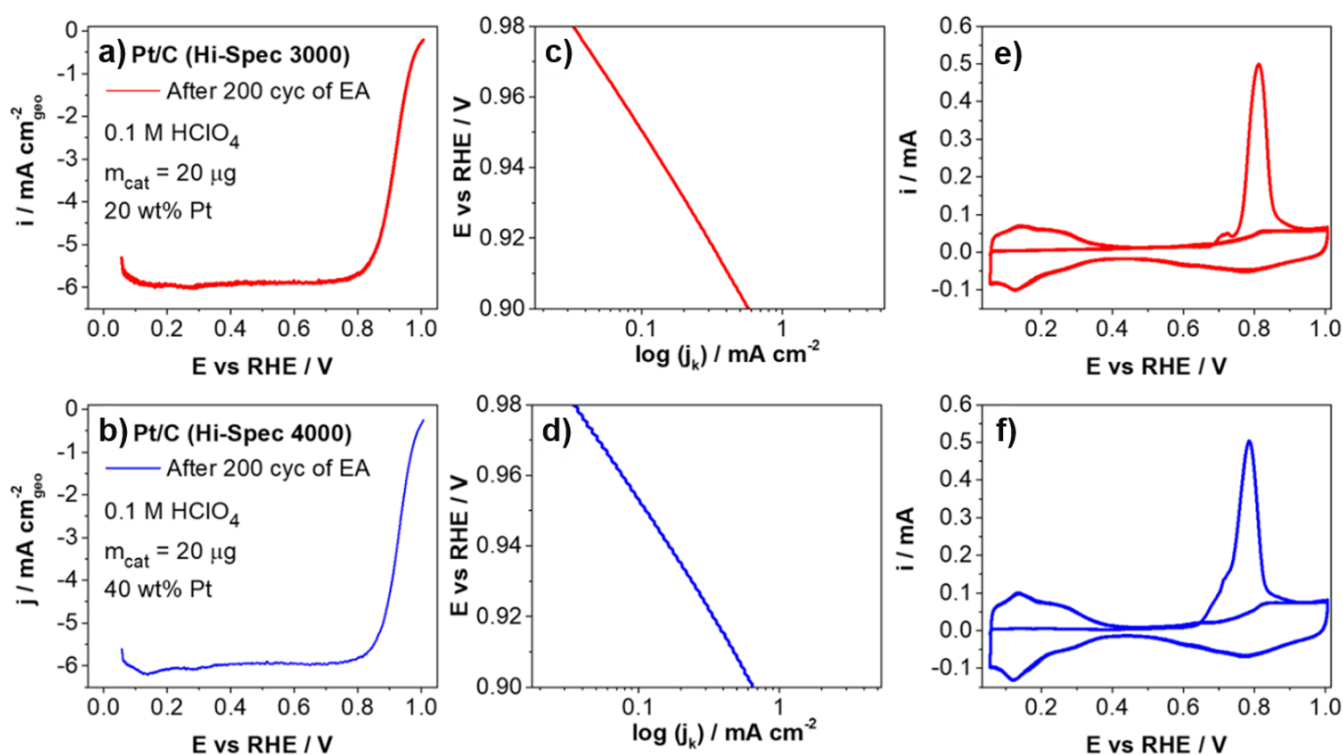 a) Pt/C (Hi-Spec 3000)
After 200 cyc of EA
0.1 M HClO₄
m_cat = 20 µg
20 wt% Pt
0
-1
-2
-3
-4
-5
-6
i / mA cm⁻²_geo
0.0 0.2 0.4 0.6 0.8 1.0
E vs RHE / V
c)
0.98
0.96
0.94
0.92
0.90
E vs RHE / V
0.1 1
log (j_k) / mA cm⁻²
e)
0.6
0.5
0.4
0.3
0.2
0.1
0.0
-0.1
i / mA
0.2 0.4 0.6 0.8 1.0
E vs RHE / V
b) Pt/C (Hi-Spec 4000)
After 200 cyc of EA
0.1 M HClO₄
m_cat = 20 µg
40 wt% Pt
0
-1
-2
-3
-4
-5
-6
j / mA cm⁻²_geo
0.0 0.2 0.4 0.6 0.8 1.0
E vs RHE / V
d)
0.98
0.96
0.94
0.92
0.90
E vs RHE / V
0.1 1
log (j_k) / mA cm⁻²
f)
0.6
0.5
0.4
0.3
0.2
0.1
0.0
-0.1
i / mA
0.2 0.4 0.6 0.8 1.0
E vs RHE / V